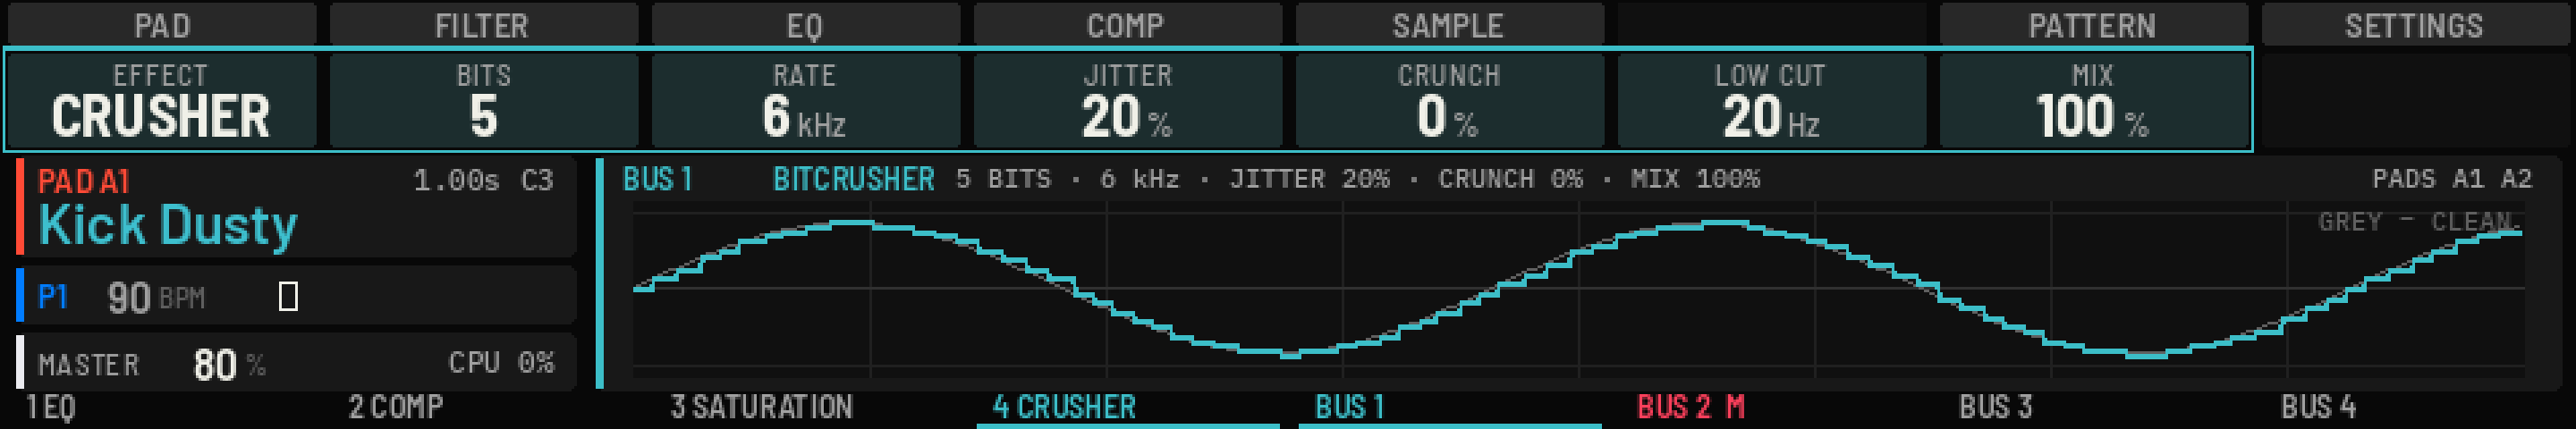 PAD FILTER EQ COMP SAMPLE PATTERN SETTINGS
EFFECT BITS RATE JITTER CRUNCH LOW CUT MIX
CRUSHER 5 6 kHz 20 % 0 % 20 Hz 100 %
PAD A1 1.00s C3
Kick Dusty
P1 90 BPM
MASTER 80 % CPU 0%
BUS 1 BITCRUSHER 5 BITS · 6 kHz · JITTER 20% · CRUNCH 0% · MIX 100% PADS A1 A2
GREY — CLEAN
1 EQ 2 COMP 3 SATURATION 4 CRUSHER BUS 1 BUS 2 M BUS 3 BUS 4